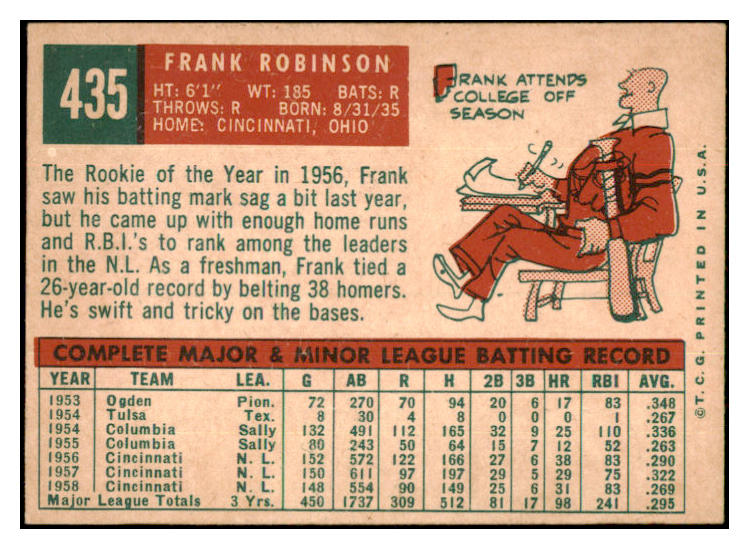 435
FRANK ROBINSON
HT: 6'1" WT: 185 BATS: R
THROWS: R BORN: 8/31/35
HOME: CINCINNATI, OHIO
FRANK ATTENDS
COLLEGE OFF
SEASON
The Rookie of the Year in 1956, Frank
saw his batting mark sag a bit last year,
but he came up with enough home runs
and R.B.I.'s to rank among the leaders
in the N.L. As a freshman, Frank tied a
26-year-old record by belting 38 homers.
He's swift and tricky on the bases.
COMPLETE MAJOR & MINOR LEAGUE BATTING RECORD
YEAR TEAM LEA. G AB R H 2B 3B HR RBI AVG.
1953 Ogden Pion. 72 270 70 94 20 6 17 83 .348
1954 Tulsa Tex. 8 30 4 8 0 0 0 1 .267
1954 Columbia Sally 132 491 112 165 32 9 25 110 .336
1955 Columbia Sally 80 243 50 64 15 7 12 52 .263
1956 Cincinnati N. L. 152 572 122 166 27 6 38 83 .290
1957 Cincinnati N. L. 150 611 97 197 29 5 29 75 .322
1958 Cincinnati N. L. 148 554 90 149 25 6 31 83 .269
Major League Totals 3 Yrs. 450 1737 309 512 81 17 98 241 .295
© T. C. G. PRINTED IN U. S. A.